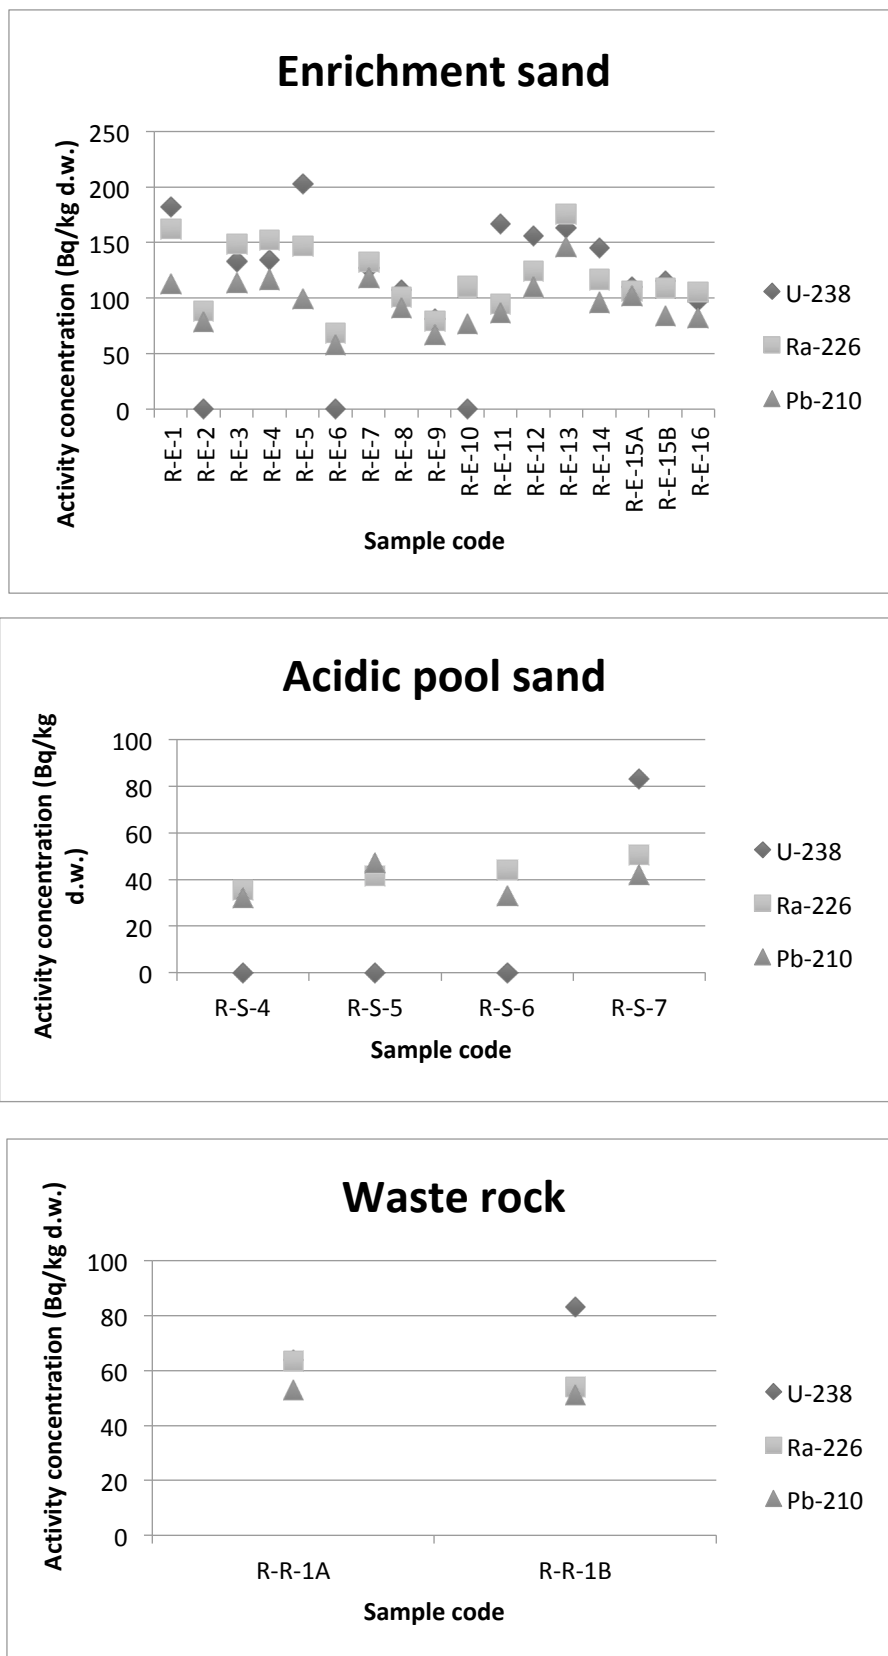 Enrichment sand
Activity concentration (Bq/kg d.w.)
250
200
150
100
50
0
R-E-1
R-E-2
R-E-3
R-E-4
R-E-5
R-E-6
R-E-7
R-E-8
R-E-9
R-E-10
R-E-11
R-E-12
R-E-13
R-E-14
R-E-15A
R-E-15B
R-E-16
Sample code
U-238
Ra-226
Pb-210
Acidic pool sand
Activity concentration (Bq/kg
d.w.)
100
80
60
40
20
0
R-S-4
R-S-5
R-S-6
R-S-7
Sample code
U-238
Ra-226
Pb-210
Waste rock
Activity concentration (Bq/kg d.w.)
100
80
60
40
20
0
R-R-1A
R-R-1B
Sample code
U-238
Ra-226
Pb-210